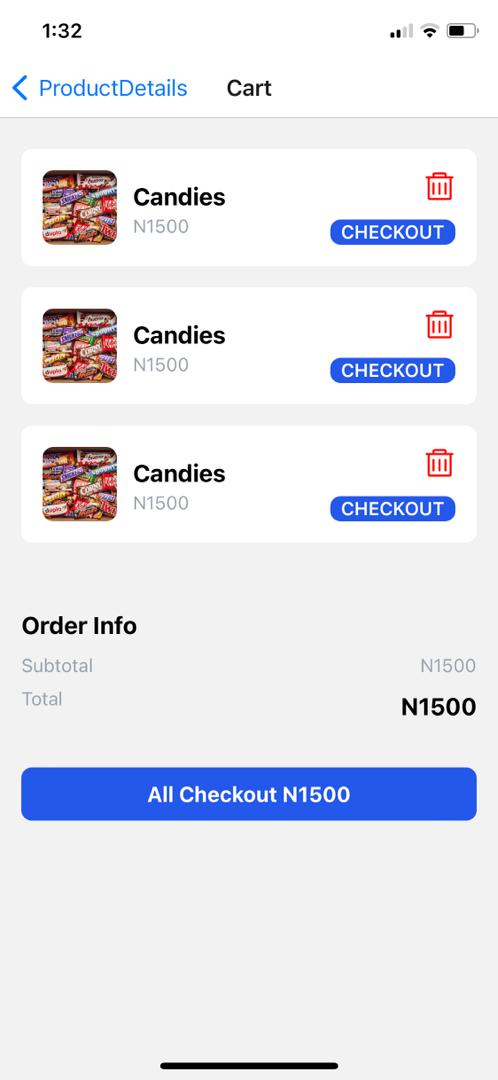 1:32
ProductDetails Cart
Candies
N1500
CHECKOUT
Candies
N1500
CHECKOUT
Candies
N1500
CHECKOUT
Order Info
Subtotal N1500
Total N1500
All Checkout N1500